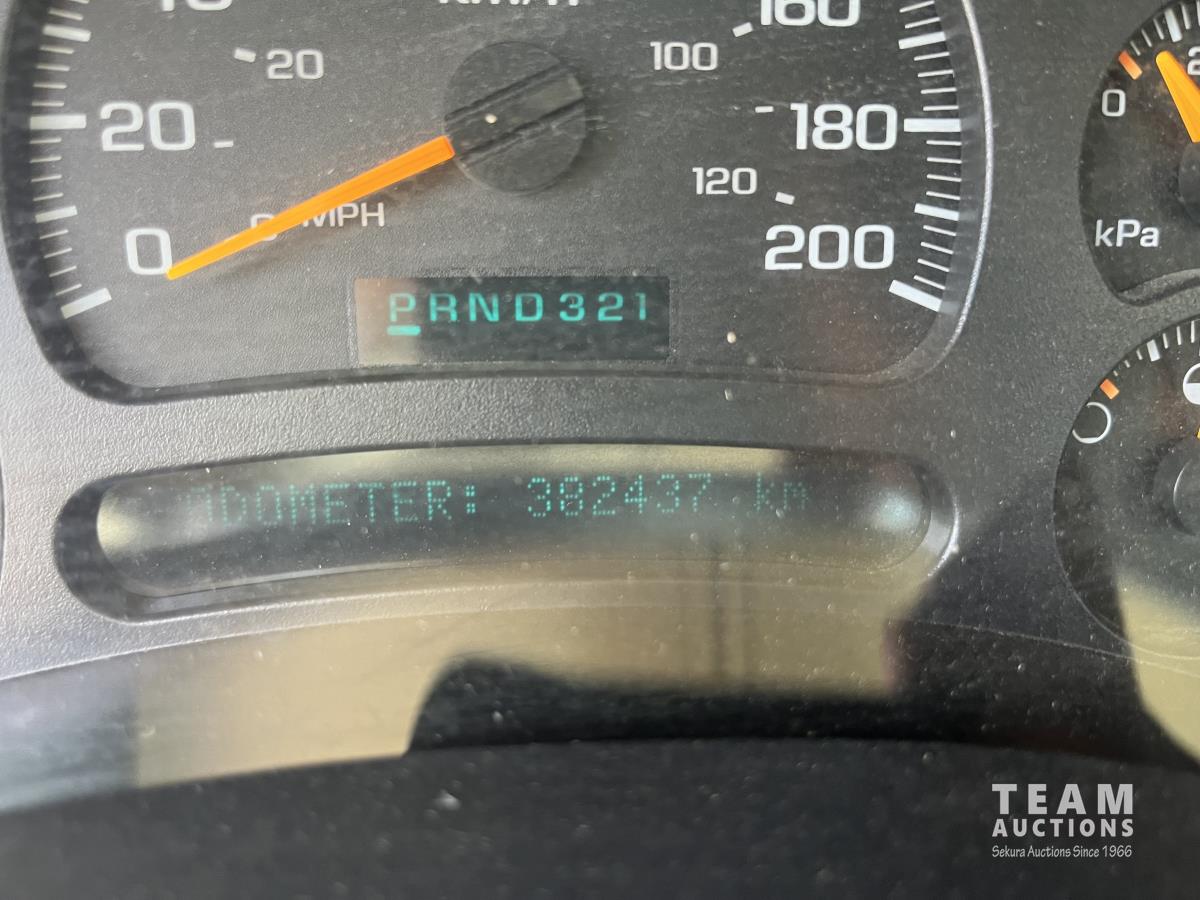 160
20
100
2
0
20
180
120
0
MPH
200
kPa
PRND321
ODOMETER: 382437 km
TEAM
AUCTIONS
Sekura Auctions Since 1966